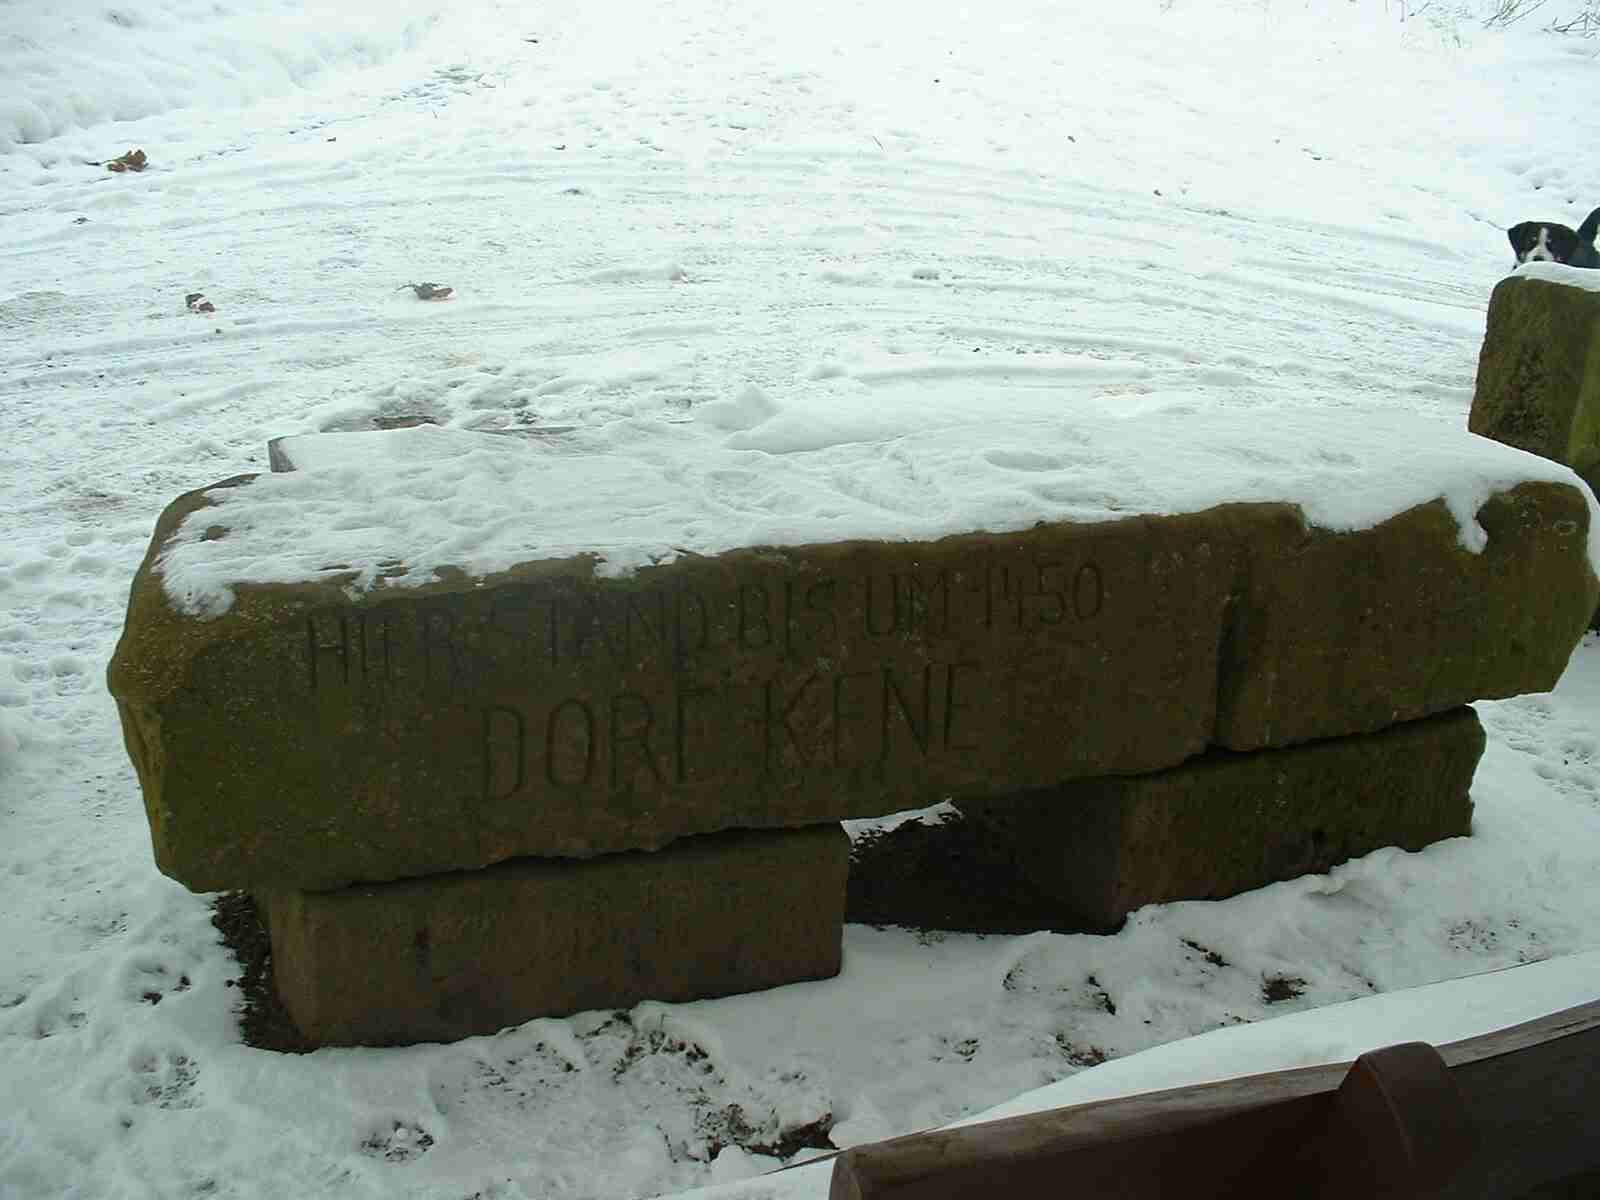 HIER STAND BIS UM 1450
DORF KENE